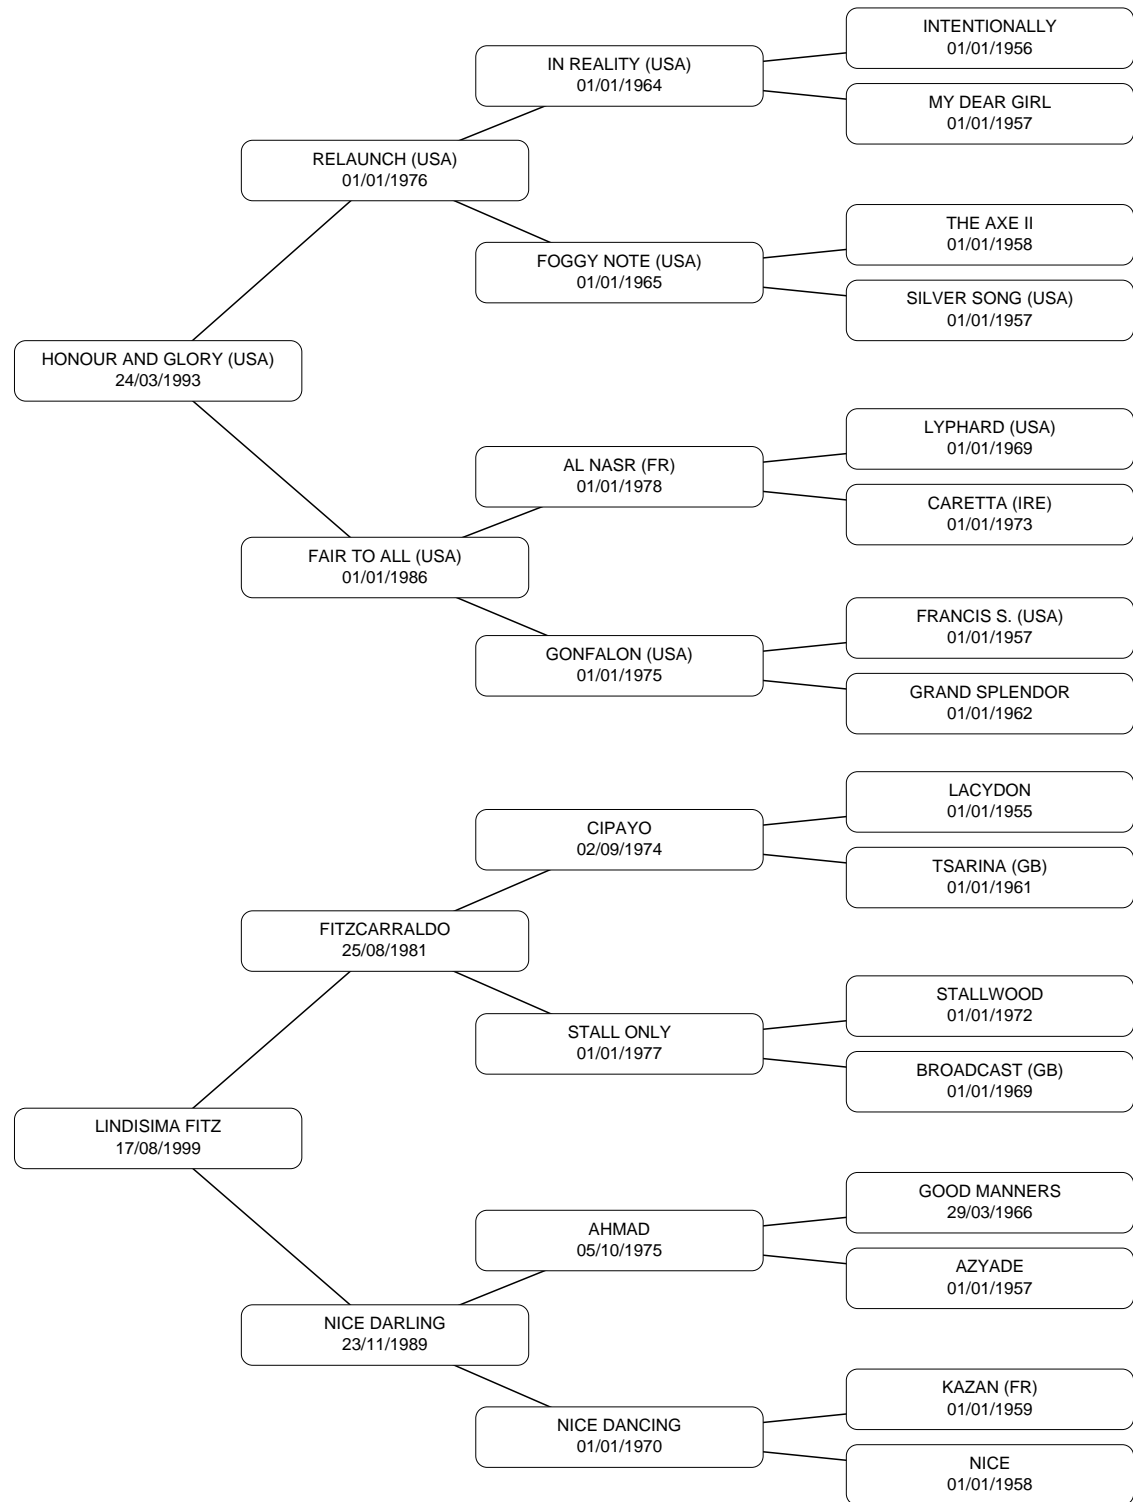 INTENTIONALLY
01/01/1956
IN REALITY (USA)
01/01/1964
MY DEAR GIRL
01/01/1957
RELAUNCH (USA)
01/01/1976
THE AXE II
01/01/1958
FOGGY NOTE (USA)
01/01/1965
SILVER SONG (USA)
01/01/1957
HONOUR AND GLORY (USA)
24/03/1993
LYPHARD (USA)
01/01/1969
AL NASR (FR)
01/01/1978
CARETTA (IRE)
01/01/1973
FAIR TO ALL (USA)
01/01/1986
FRANCIS S. (USA)
01/01/1957
GONFALON (USA)
01/01/1975
GRAND SPLENDOR
01/01/1962
LACYDON
01/01/1955
CIPAYO
02/09/1974
TSARINA (GB)
01/01/1961
FITZCARRALDO
25/08/1981
STALLWOOD
01/01/1972
STALL ONLY
01/01/1977
BROADCAST (GB)
01/01/1969
LINDISIMA FITZ
17/08/1999
GOOD MANNERS
29/03/1966
AHMAD
05/10/1975
AZYADE
01/01/1957
NICE DARLING
23/11/1989
KAZAN (FR)
01/01/1959
NICE DANCING
01/01/1970
NICE
01/01/1958